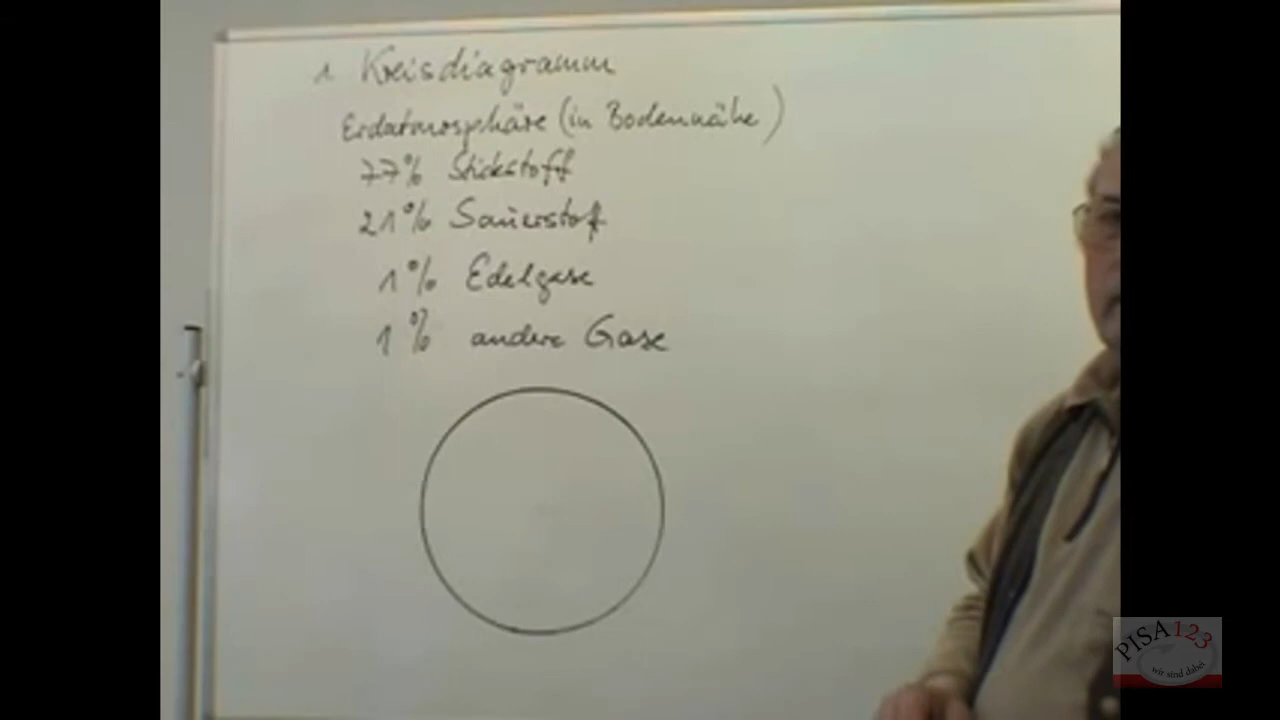 1 Kreisdiagramm
Erdatmosphäre (in Bodennähe)
77% Stickstoff
21% Sauerstoff
1% Edelgase
1% andere Gase
PISA123
wir sind dabei